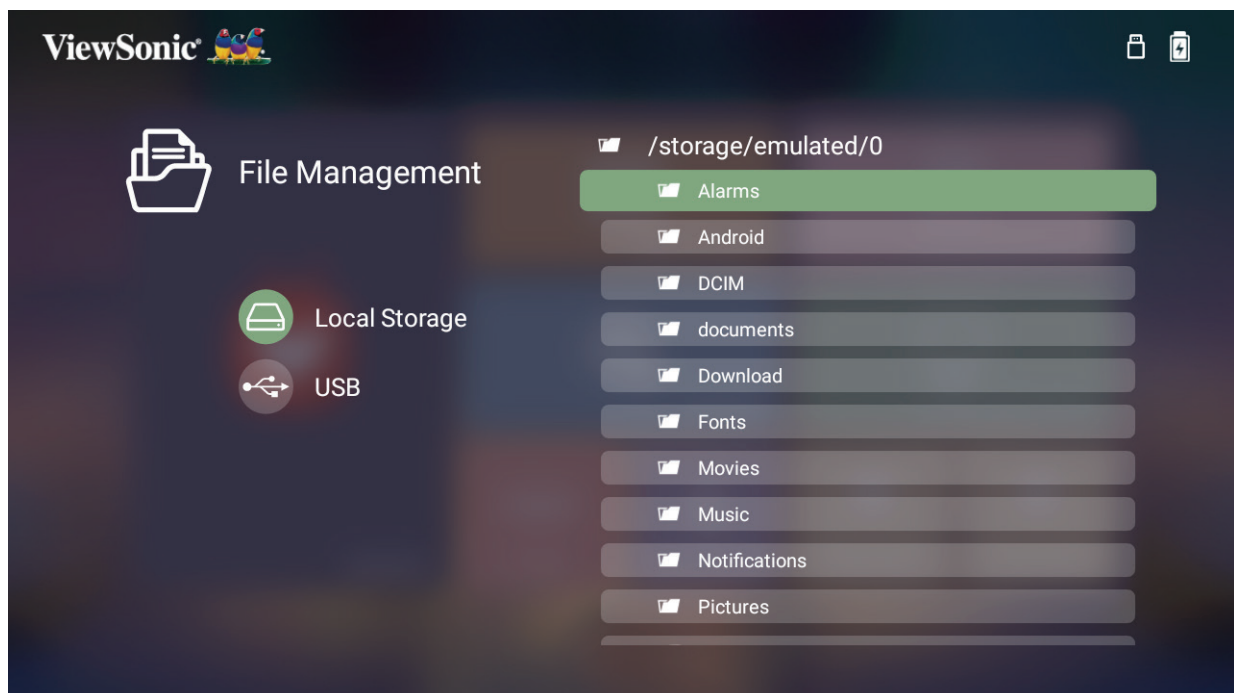 ViewSonic
File Management
Local Storage
USB
/storage/emulated/0
Alarms
Android
DCIM
documents
Download
Fonts
Movies
Music
Notifications
Pictures